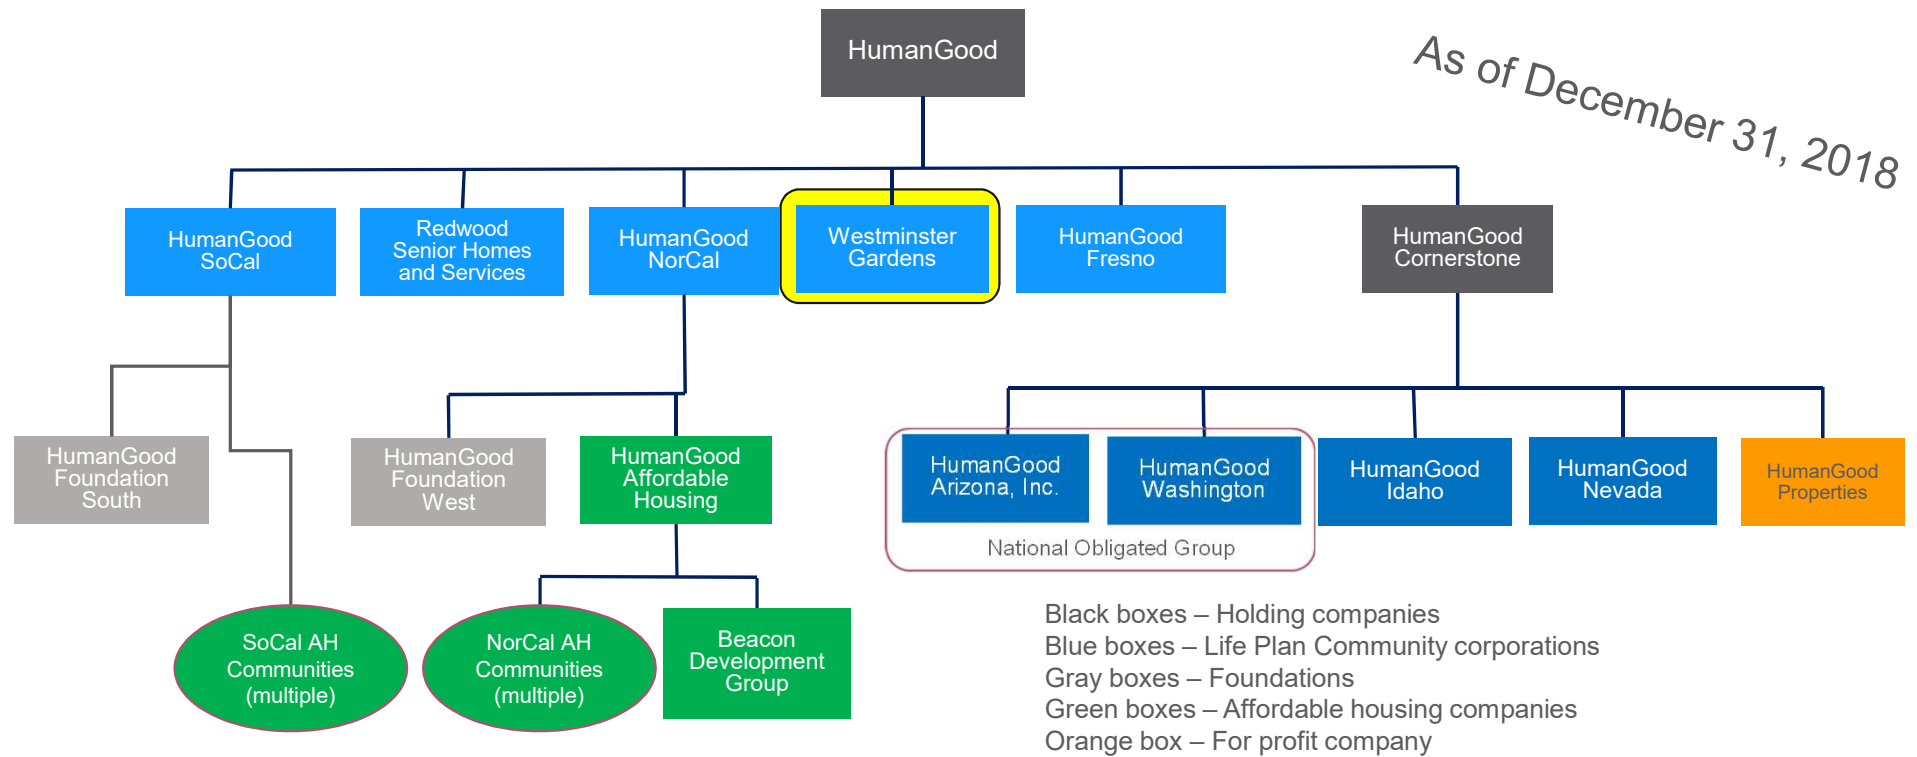 HumanGood
As of December 31, 2018
HumanGood
SoCal
Redwood
Senior Homes
and Services
HumanGood
NorCal
Westminster
Gardens
HumanGood
Fresno
HumanGood
Cornerstone
HumanGood
Foundation
South
HumanGood
Foundation
West
HumanGood
Affordable
Housing
HumanGood
Arizona, Inc.
HumanGood
Washington
HumanGood
Idaho
HumanGood
Nevada
HumanGood
Properties
National Obligated Group
SoCal AH
Communities
(multiple)
NorCal AH
Communities
(multiple)
Beacon
Development
Group
Black boxes – Holding companies
Blue boxes – Life Plan Community corporations
Gray boxes – Foundations
Green boxes – Affordable housing companies
Orange box – For profit company